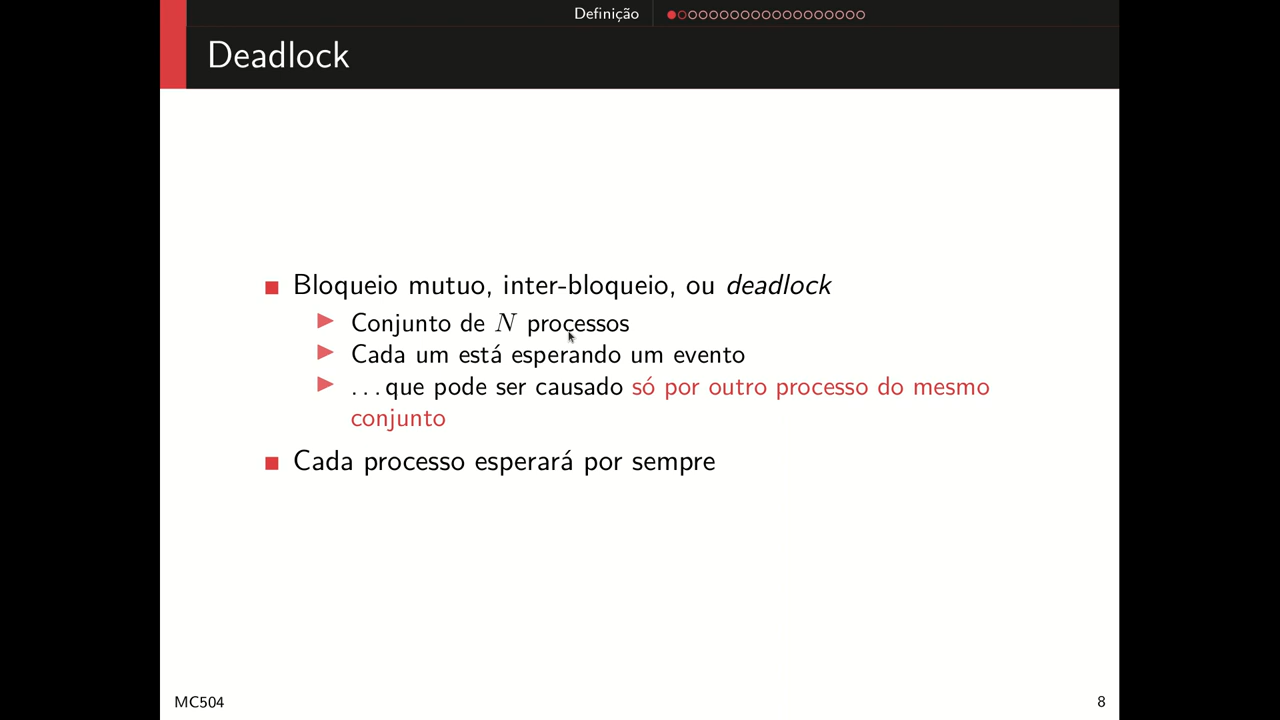 Definição
Deadlock
Bloqueio mutuo, inter-bloqueio, ou deadlock
Conjunto de N processos
Cada um está esperando um evento
...que pode ser causado só por outro processo do mesmo
conjunto
Cada processo esperará por sempre
MC504
8